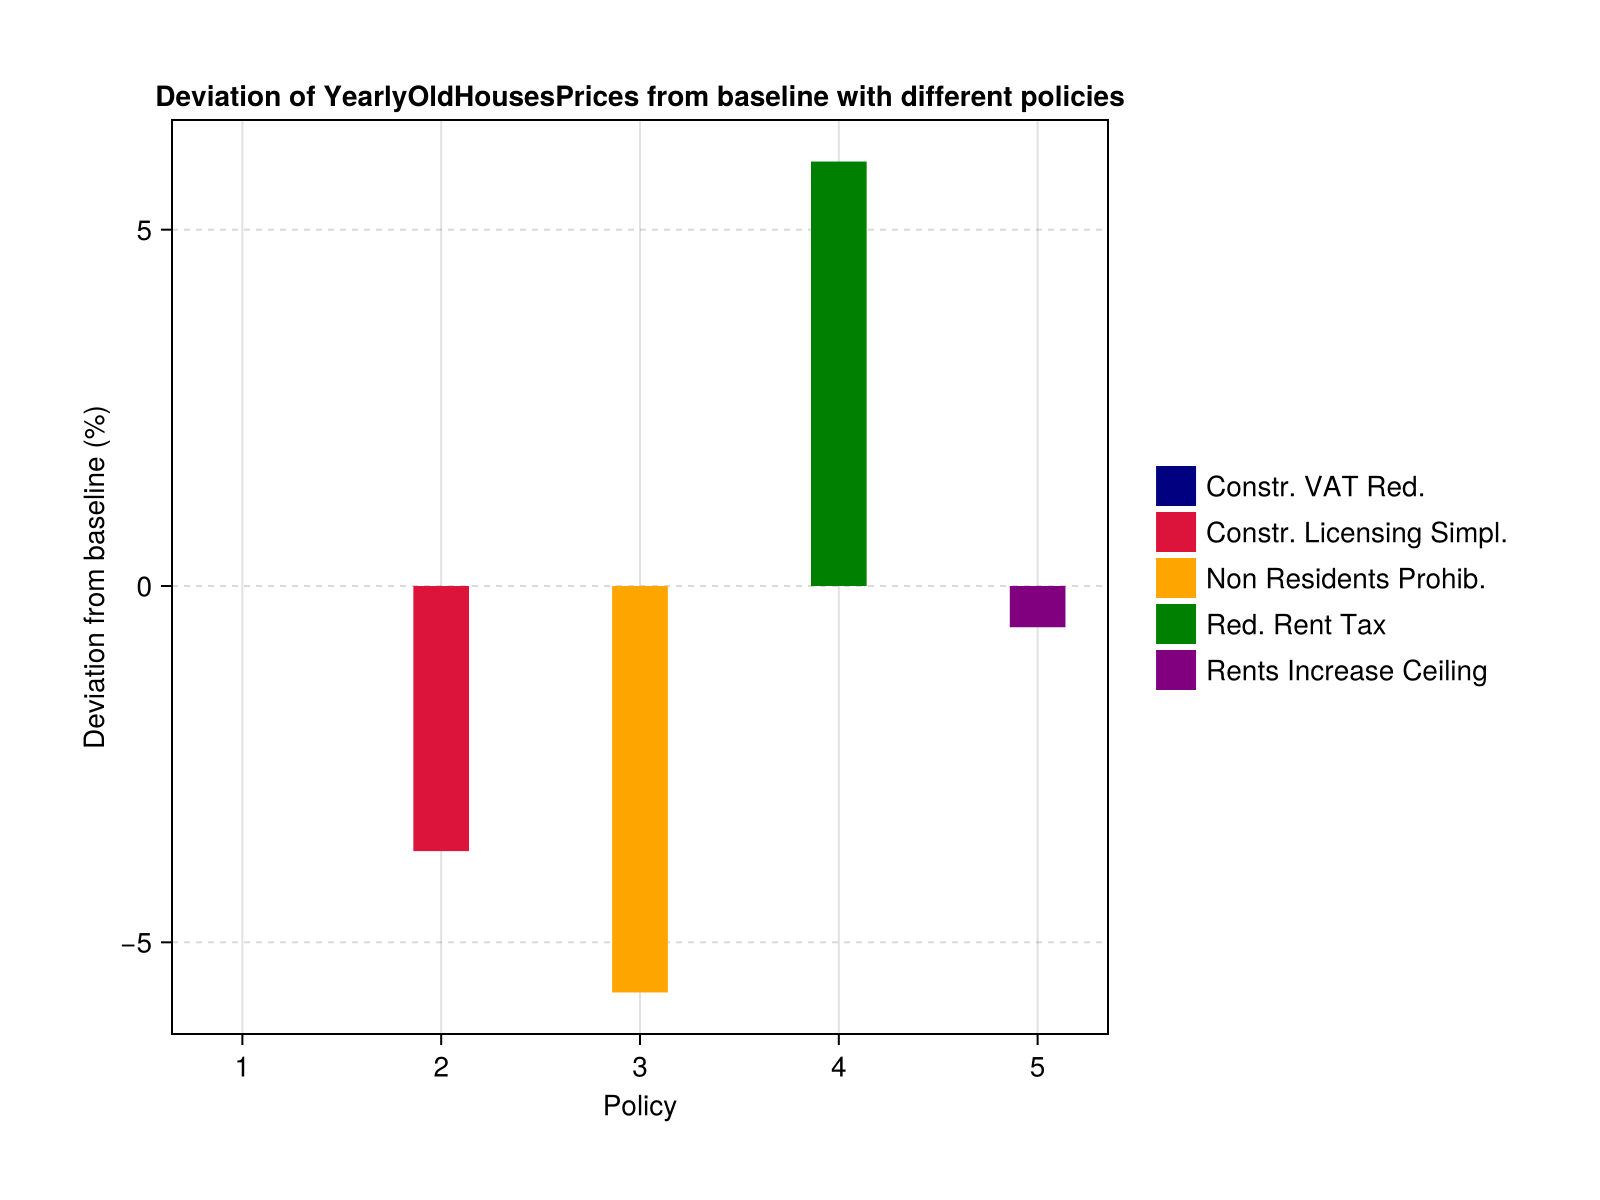 Deviation of YearlyOldHousesPrices from baseline with different policies
Deviation from baseline (%)
5
0
−5
1 2 3 4 5
Policy
Constr. VAT Red.
Constr. Licensing Simpl.
Non Residents Prohib.
Red. Rent Tax
Rents Increase Ceiling